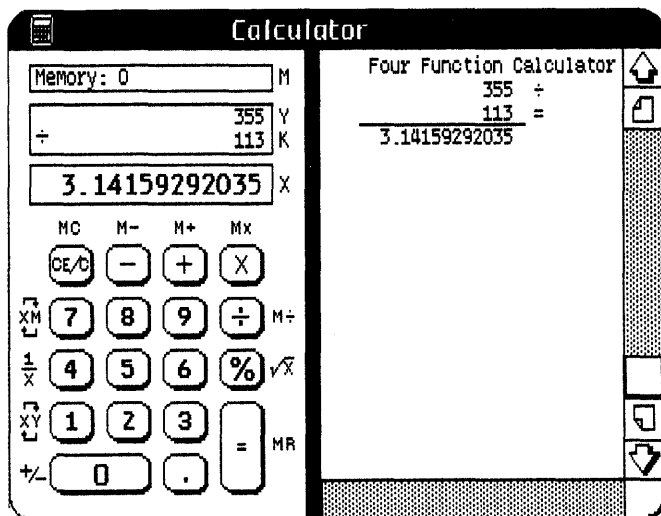 Calculator
Memory: 0 M
355 Y
÷ 113 K
3.14159292035 X
MC M- M+ Mx
CE/C - + X
XM 7 8 9 ÷ M÷
1/X 4 5 6 % √X
XY 1 2 3 = MR
+/- 0 .
Four Function Calculator
355 ÷
113 =
3.14159292035